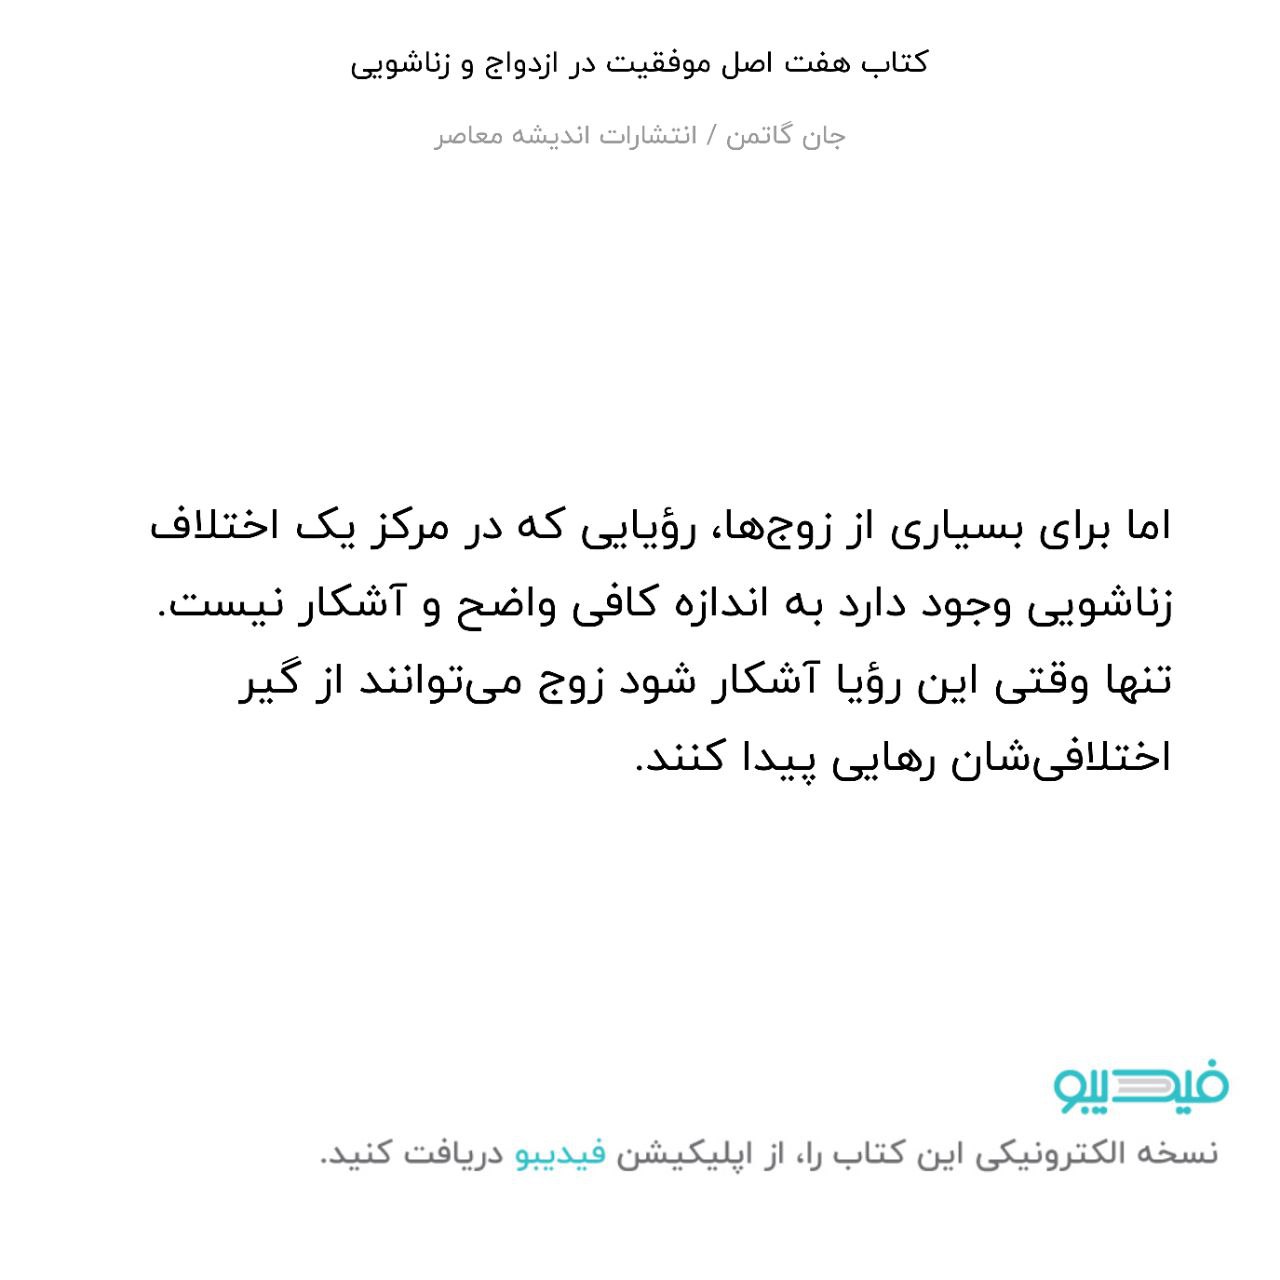 کتاب هفت اصل موفقیت در ازدواج و زناشویی
جان گاتمن / انتشارات اندیشه معاصر
اما برای بسیاری از زوج‌ها، رؤیایی که در مرکز یک اختلاف
زناشویی وجود دارد به اندازه کافی واضح و آشکار نیست.
تنها وقتی این رؤیا آشکار شود زوج می‌توانند از گیر
اختلافی‌شان رهایی پیدا کنند.
فیدیبو
نسخه الکترونیکی این کتاب را، از اپلیکیشن فیدیبو دریافت کنید.